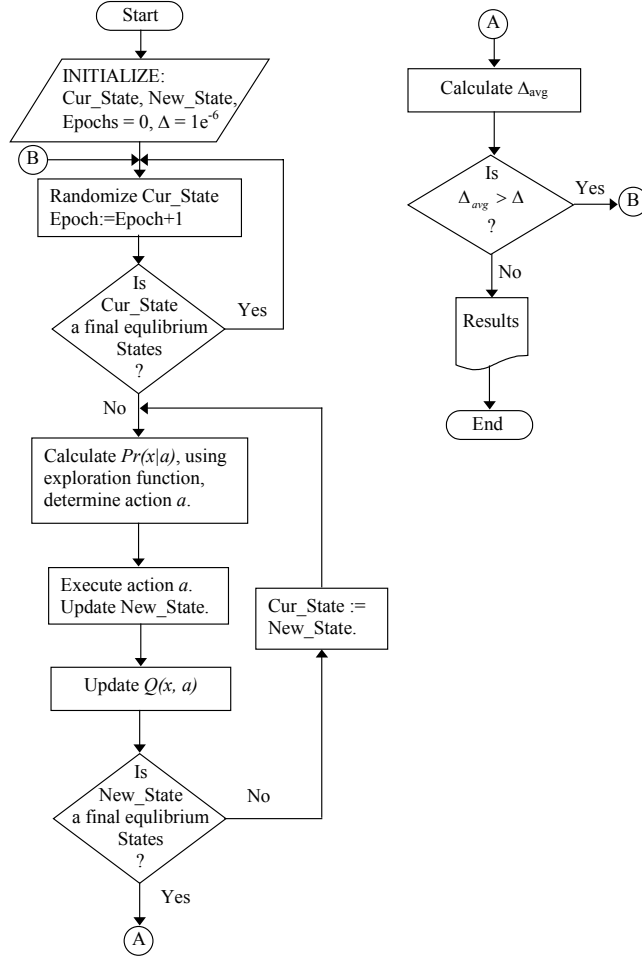 Start
INITIALIZE:
Cur_State, New_State,
Epochs = 0, Δ = 1e⁻⁶
B
Randomize Cur_State
Epoch:=Epoch+1
Is
Cur_State
a final equlibrium
States
?
Yes
No
Calculate Pr(x|a), using
exploration function,
determine action a.
Execute action a.
Update New_State.
Cur_State :=
New_State.
Update Q(x, a)
Is
New_State
a final equlibrium
States
?
No
Yes
A
A
Calculate Δavg
Is
Δavg > Δ
?
Yes
B
No
Results
End